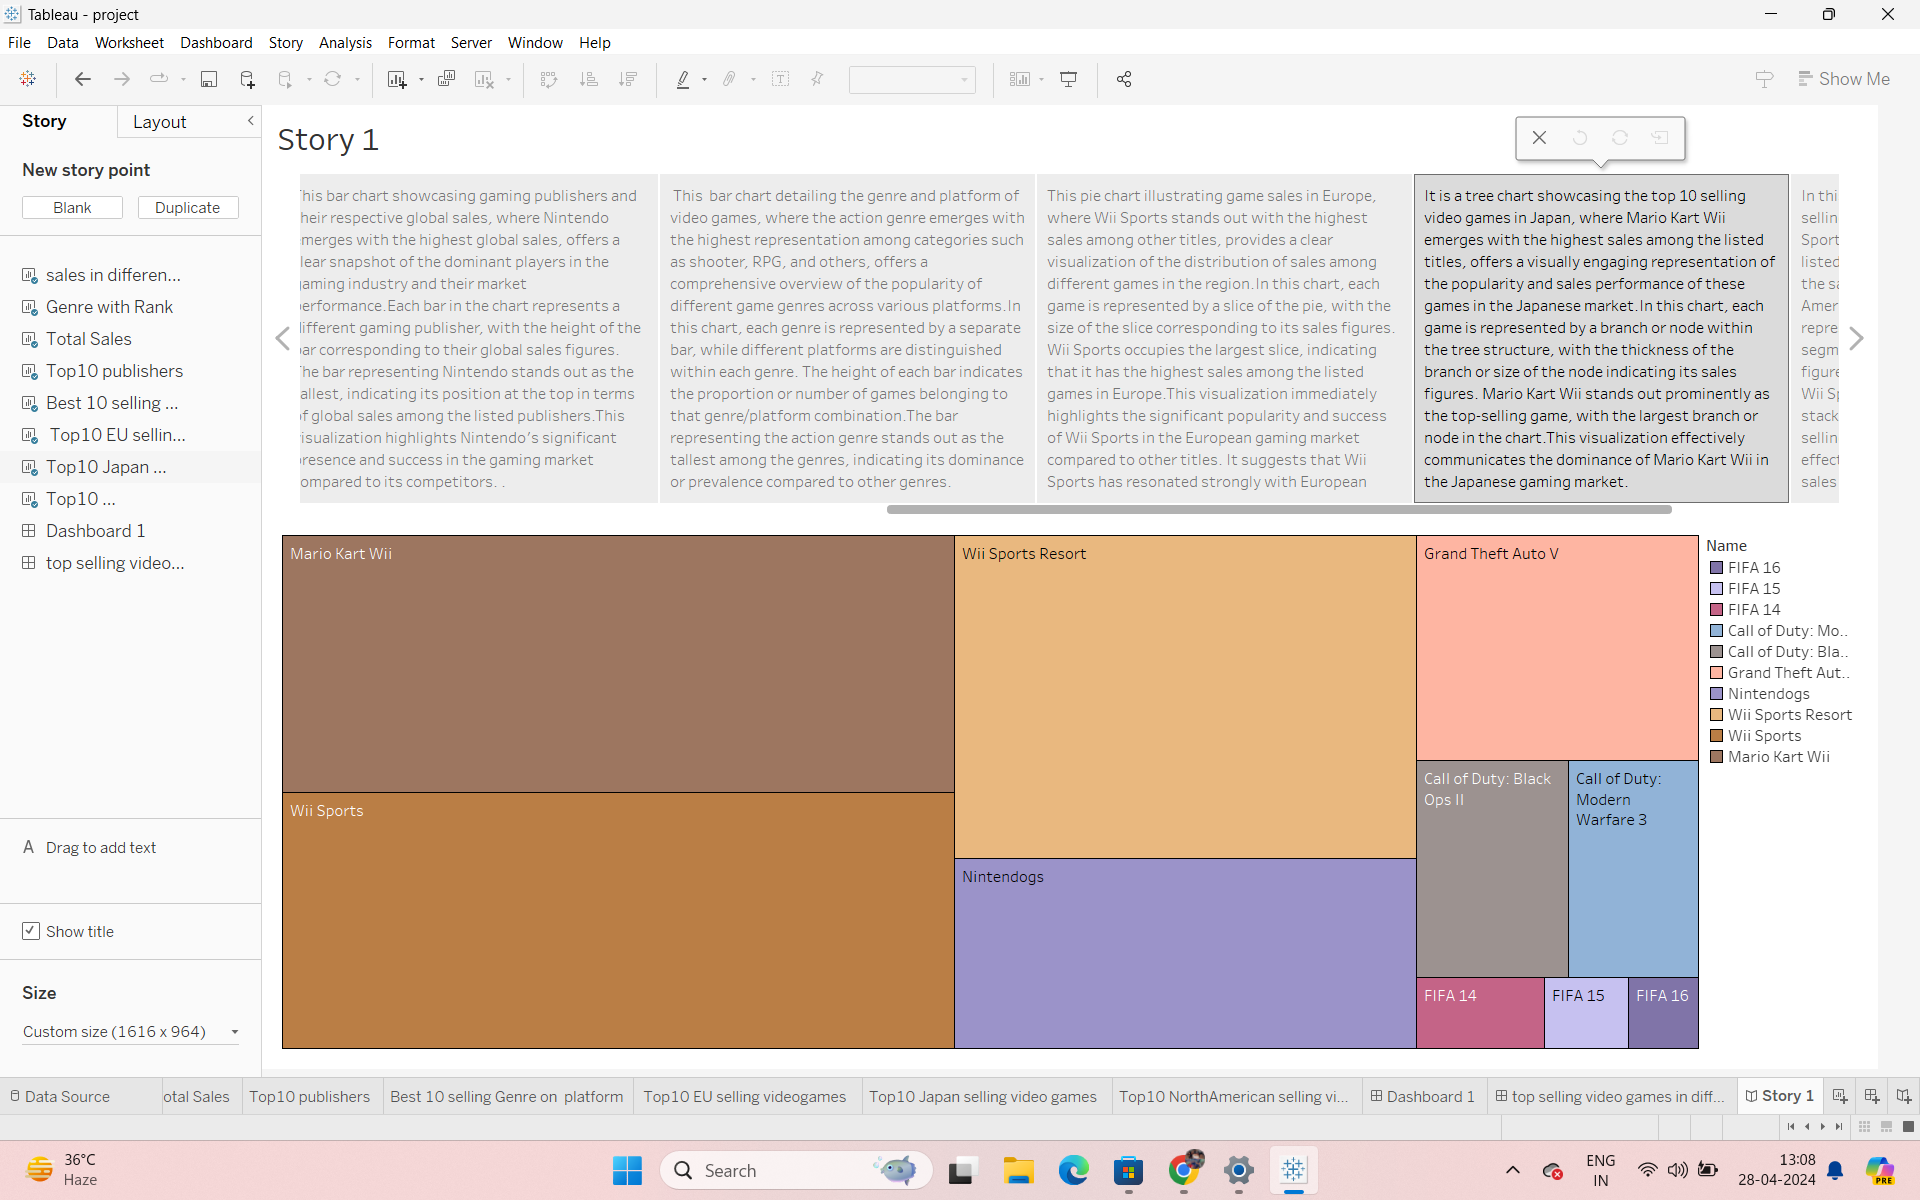 Tableau - project
File Data Worksheet Dashboard Story Analysis Format Server Window Help
Show Me
Story Layout
New story point
Blank Duplicate
sales in differen...
Genre with Rank
Total Sales
Top10 publishers
Best 10 selling ...
Top10 EU sellin...
Top10 Japan ...
Top10 ...
Dashboard 1
top selling video...
A Drag to add text
Show title
Size
Custom size (1616 x 964)
Story 1
his bar chart showcasing gaming publishers and
heir respective global sales, where Nintendo
merges with the highest global sales, offers a
lear snapshot of the dominant players in the
aming industry and their market
erformance.Each bar in the chart represents a
ifferent gaming publisher, with the height of the
ar corresponding to their global sales figures.
he bar representing Nintendo stands out as the
allest, indicating its position at the top in terms
f global sales among the listed publishers.This
isualization highlights Nintendo's significant
resence and success in the gaming market
ompared to its competitors. .
This bar chart detailing the genre and platform of
video games, where the action genre emerges with
the highest representation among categories such
as shooter, RPG, and others, offers a
comprehensive overview of the popularity of
different game genres across various platforms.In
this chart, each genre is represented by a separate
bar, while different platforms are distinguished
within each genre. The height of each bar indicates
the proportion or number of games belonging to
that genre/platform combination.The bar
representing the action genre stands out as the
tallest among the genres, indicating its dominance
or prevalence compared to other genres.
This pie chart illustrating game sales in Europe,
where Wii Sports stands out with the highest
sales among other titles, provides a clear
visualization of the distribution of sales among
different games in the region.In this chart, each
game is represented by a slice of the pie, with the
size of the slice corresponding to its sales figures.
Wii Sports occupies the largest slice, indicating
that it has the highest sales among the listed
games in Europe.This visualization immediately
highlights the significant popularity and success
of Wii Sports in the European gaming market
compared to other titles. It suggests that Wii
Sports has resonated strongly with European
It is a tree chart showcasing the top 10 selling
video games in Japan, where Mario Kart Wii
emerges with the highest sales among the listed
titles, offers a visually engaging representation of
the popularity and sales performance of these
games in the Japanese market.In this chart, each
game is represented by a branch or node within
the tree structure, with the thickness of the
branch or size of the node indicating its sales
figures. Mario Kart Wii stands out prominently as
the top-selling game, with the largest branch or
node in the chart.This visualization effectively
communicates the dominance of Mario Kart Wii in
the Japanese gaming market.
In thi
sellin
Sport
listed
the sa
Amer
repre
segm
figure
Wii Sp
stack
sellin
effect
sales
Mario Kart Wii
Wii Sports
Wii Sports Resort
Nintendogs
Grand Theft Auto V
Call of Duty: Black
Ops II
Call of Duty:
Modern
Warfare 3
FIFA 14
FIFA 15
FIFA 16
Name
FIFA 16
FIFA 15
FIFA 14
Call of Duty: Mo..
Call of Duty: Bla..
Grand Theft Aut..
Nintendogs
Wii Sports Resort
Wii Sports
Mario Kart Wii
Data Source otal Sales Top10 publishers Best 10 selling Genre on platform Top10 EU selling videogames Top10 Japan selling video games Top10 NorthAmerican selling vi... Dashboard 1 top selling video games in diff... Story 1
36°C
Haze
Search
ENG
IN
13:08
28-04-2024
PRE